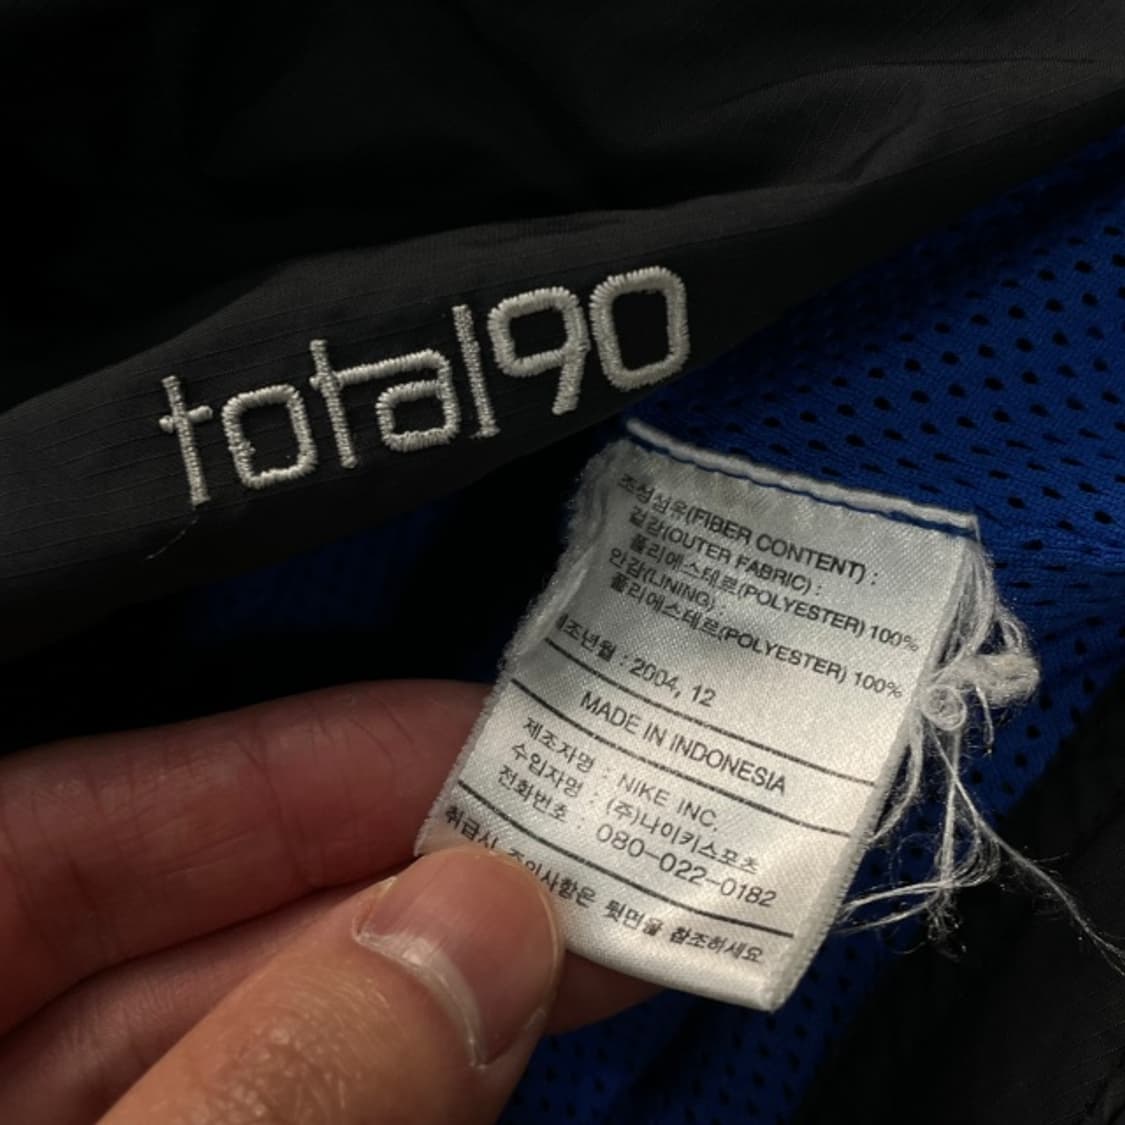 total90
조성섬유(FIBER CONTENT) :
겉감(OUTER FABRIC) :
폴리에스테르(POLYESTER) 100%
안감(LINING) :
폴리에스테르(POLYESTER) 100%
제조년월 : 2004, 12
MADE IN INDONESIA
제조자명 : NIKE INC.
수입자명 : (주)나이키스포츠
전화번호 : 080-022-0182
취급시 주의사항은 뒷면을 참조하세요